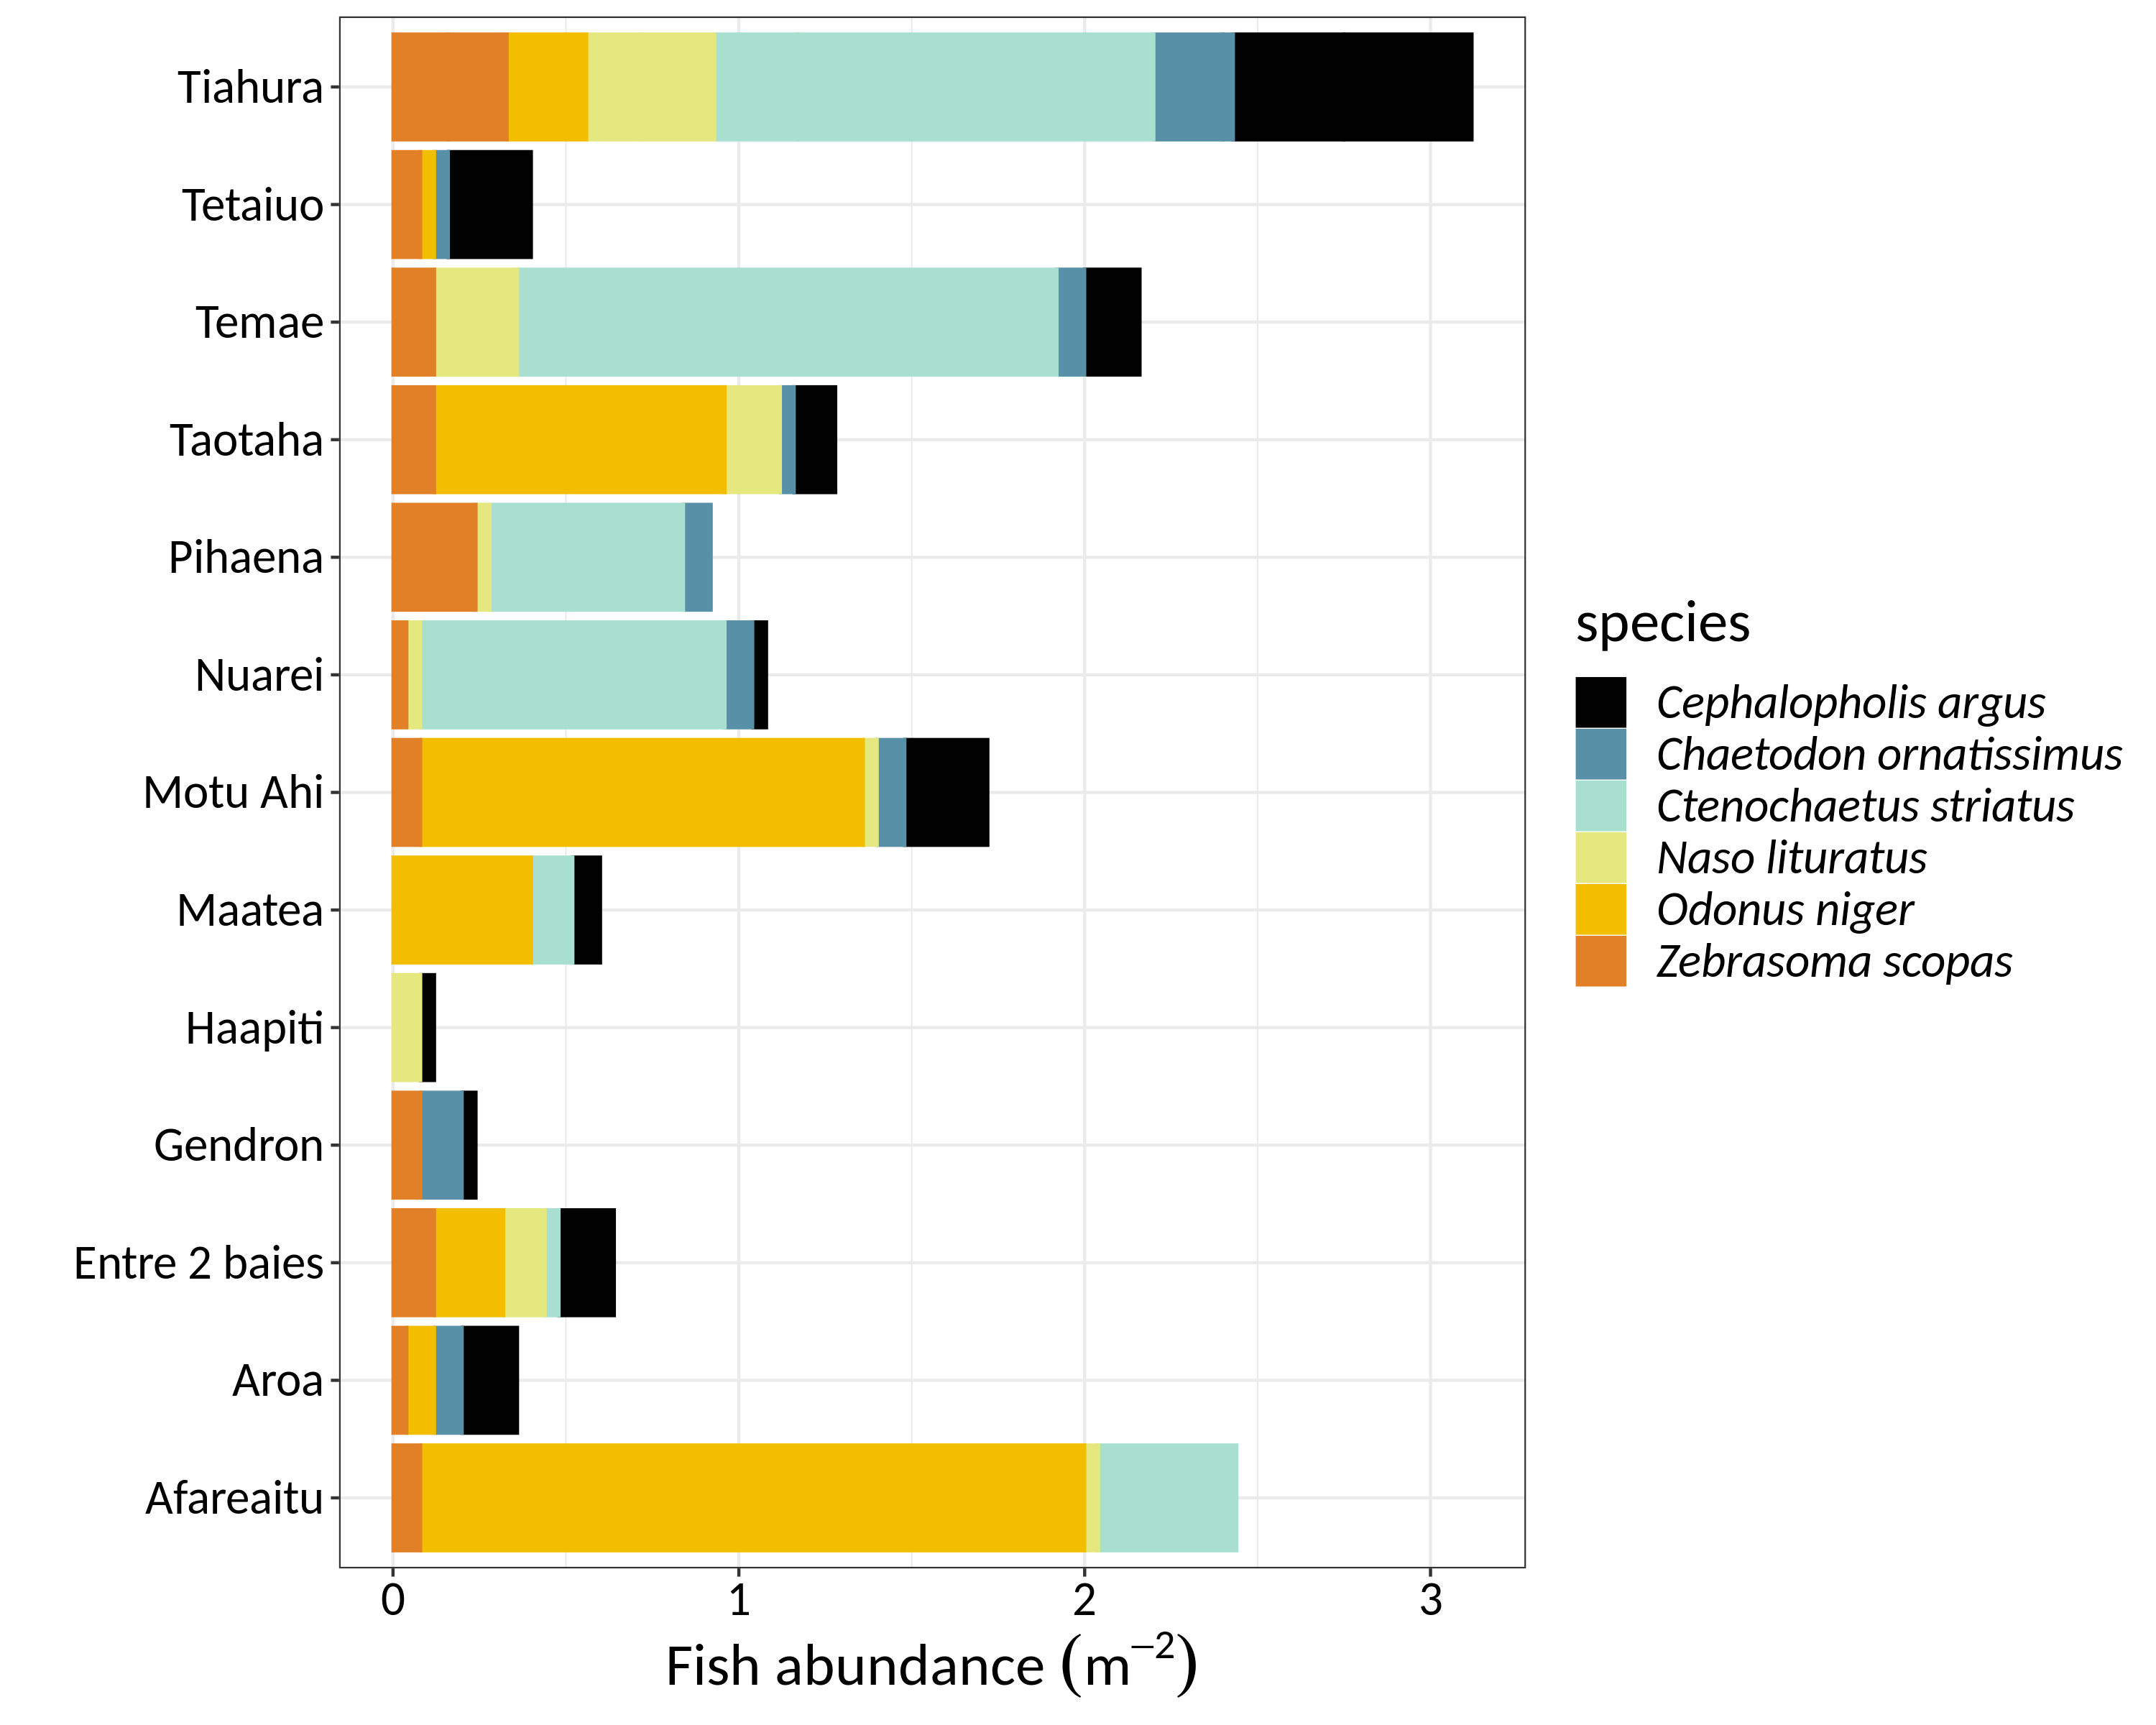 Tiahura
Tetaiuo
Temae
Taotaha
Pihaena
Nuarei
Motu Ahi
Maatea
Haapiti
Gendron
Entre 2 baies
Aroa
Afareaitu
0 1 2 3
Fish abundance (m⁻²)
species
Cephalopholis argus
Chaetodon ornatissimus
Ctenochaetus striatus
Naso lituratus
Odonus niger
Zebrasoma scopas